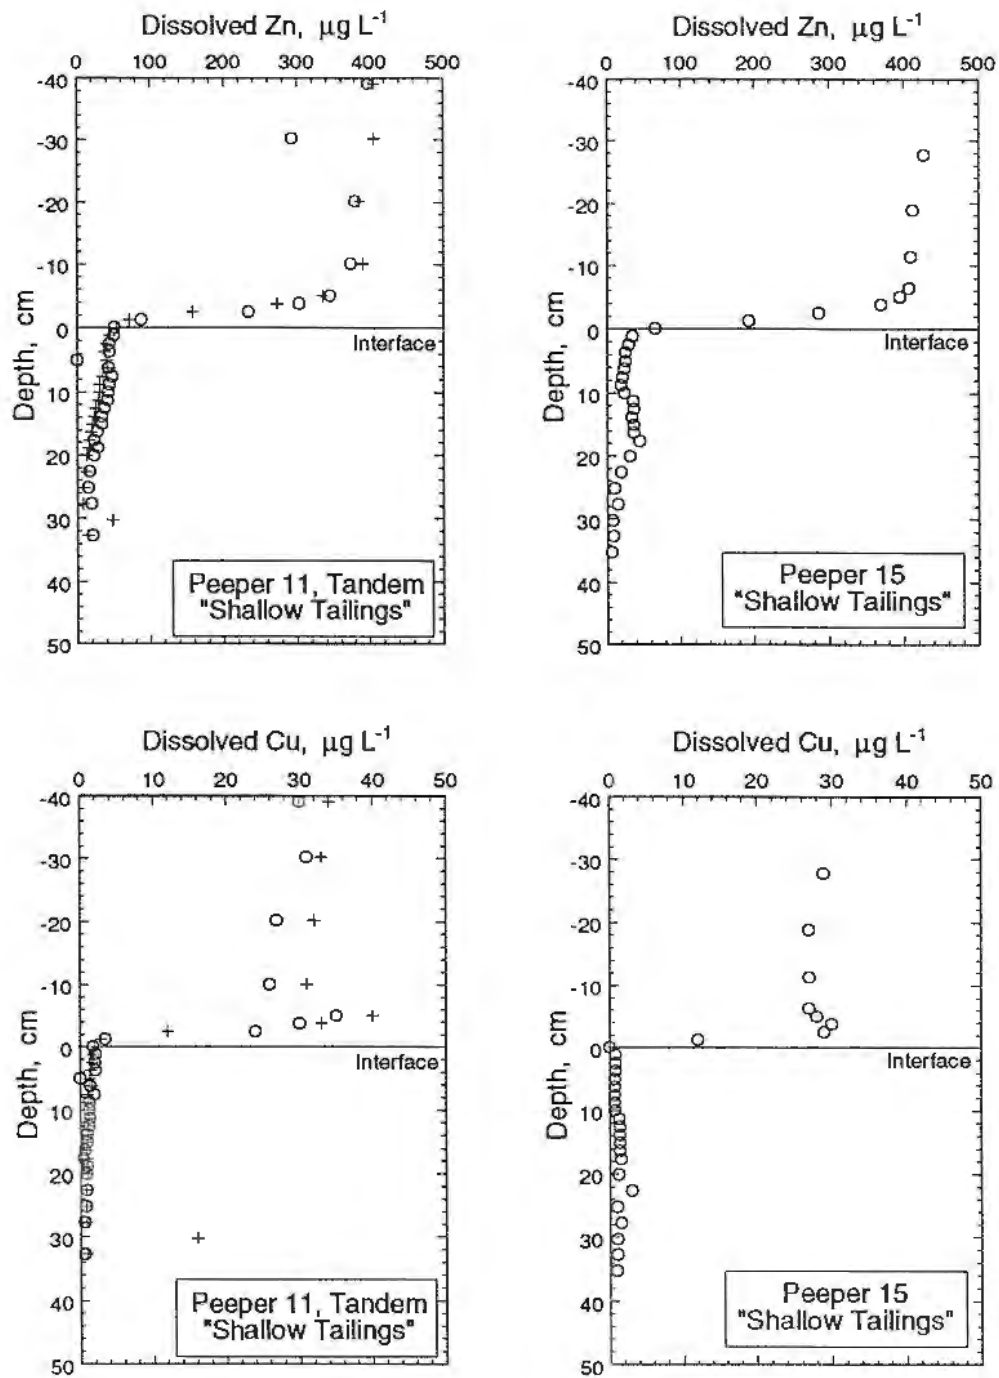 Dissolved Zn, µg L-1
0 100 200 300 400 500
-40
-30
-20
-10
0
10
20
30
40
50
Depth, cm
Interface
Peeper 11, Tandem
"Shallow Tailings"
Dissolved Zn, µg L-1
0 100 200 300 400 500
-40
-30
-20
-10
0
10
20
30
40
50
Depth, cm
Interface
Peeper 15
"Shallow Tailings"
Dissolved Cu, µg L-1
0 10 20 30 40 50
-40
-30
-20
-10
0
10
20
30
40
50
Depth, cm
Interface
Peeper 11, Tandem
"Shallow Tailings"
Dissolved Cu, µg L-1
0 10 20 30 40 50
-40
-30
-20
-10
0
10
20
30
40
50
Depth, cm
Interface
Peeper 15
"Shallow Tailings"